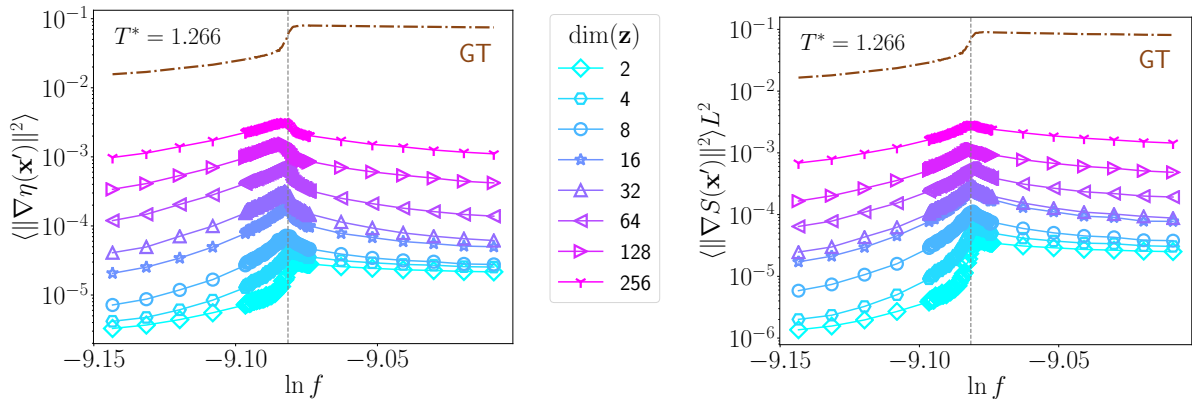 T* = 1.266
GT
10⁻¹
10⁻²
10⁻³
10⁻⁴
10⁻⁵
⟨‖∇η(x′)‖²⟩
−9.15
−9.10
−9.05
ln f
dim(z)
2
4
8
16
32
64
128
256
T* = 1.266
GT
10⁻¹
10⁻²
10⁻³
10⁻⁴
10⁻⁵
10⁻⁶
⟨‖∇S(x′)‖²⟩L²
−9.15
−9.10
−9.05
ln f